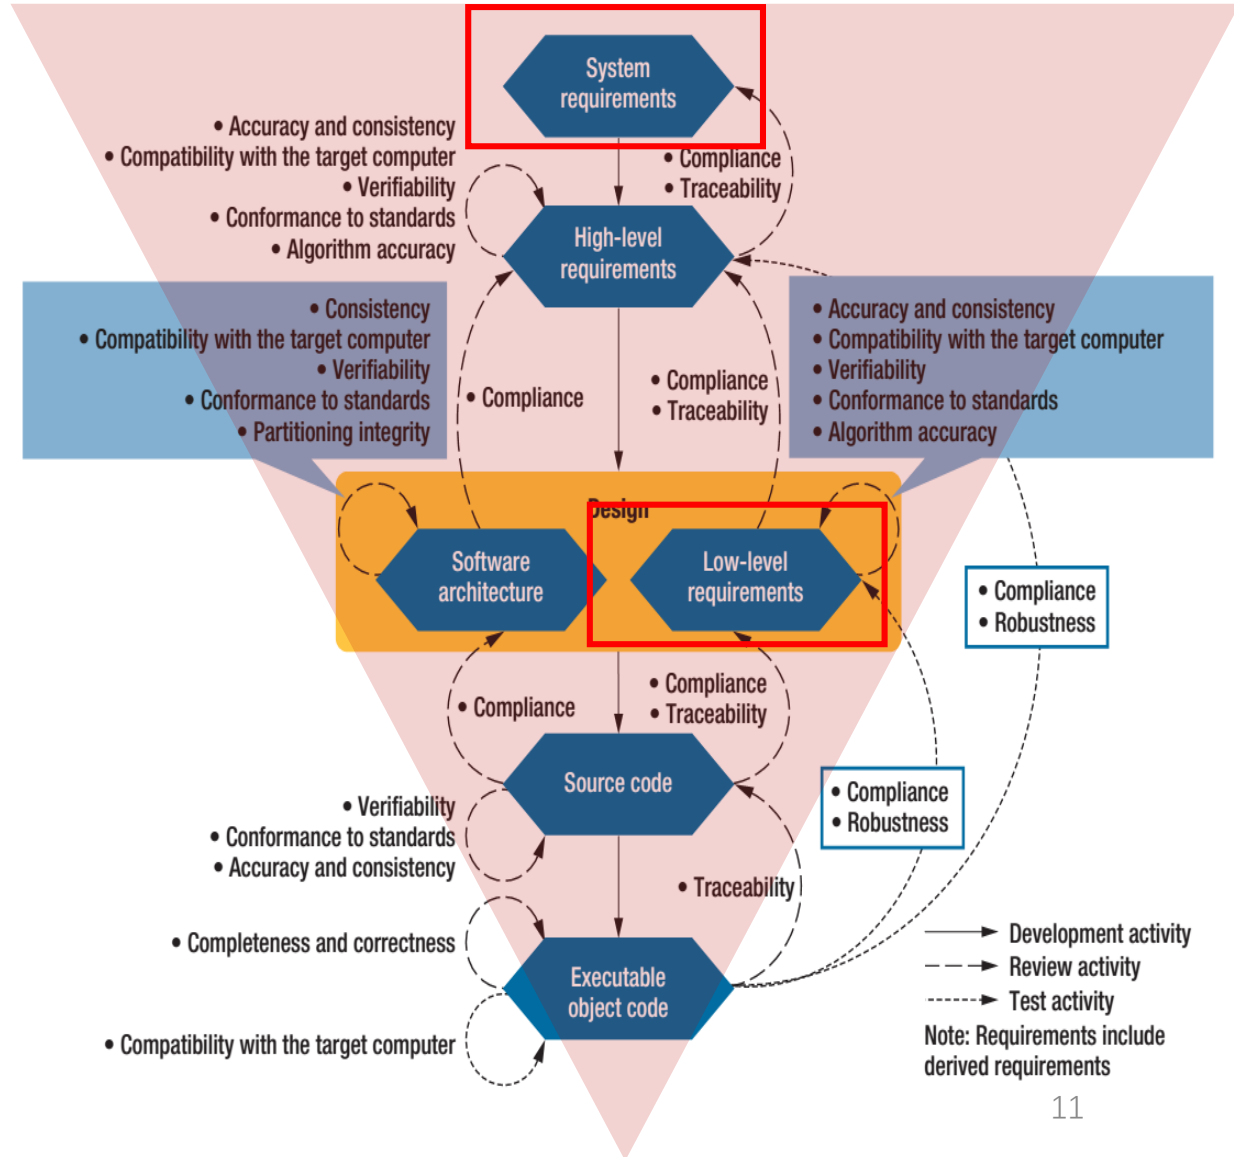 System
requirements
• Accuracy and consistency
• Compatibility with the target computer
• Verifiability
• Conformance to standards
• Algorithm accuracy
• Compliance
• Traceability
High-level
requirements
• Consistency
• Compatibility with the target computer
• Verifiability
• Conformance to standards
• Partitioning integrity
• Compliance
• Compliance
• Traceability
• Accuracy and consistency
• Compatibility with the target computer
• Verifiability
• Conformance to standards
• Algorithm accuracy
Design
Software
architecture
Low-level
requirements
• Compliance
• Robustness
• Compliance
• Compliance
• Traceability
Source code
• Compliance
• Robustness
• Verifiability
• Conformance to standards
• Accuracy and consistency
• Traceability
• Completeness and correctness
Executable
object code
• Compatibility with the target computer
Development activity
Review activity
Test activity
Note: Requirements include
derived requirements
11